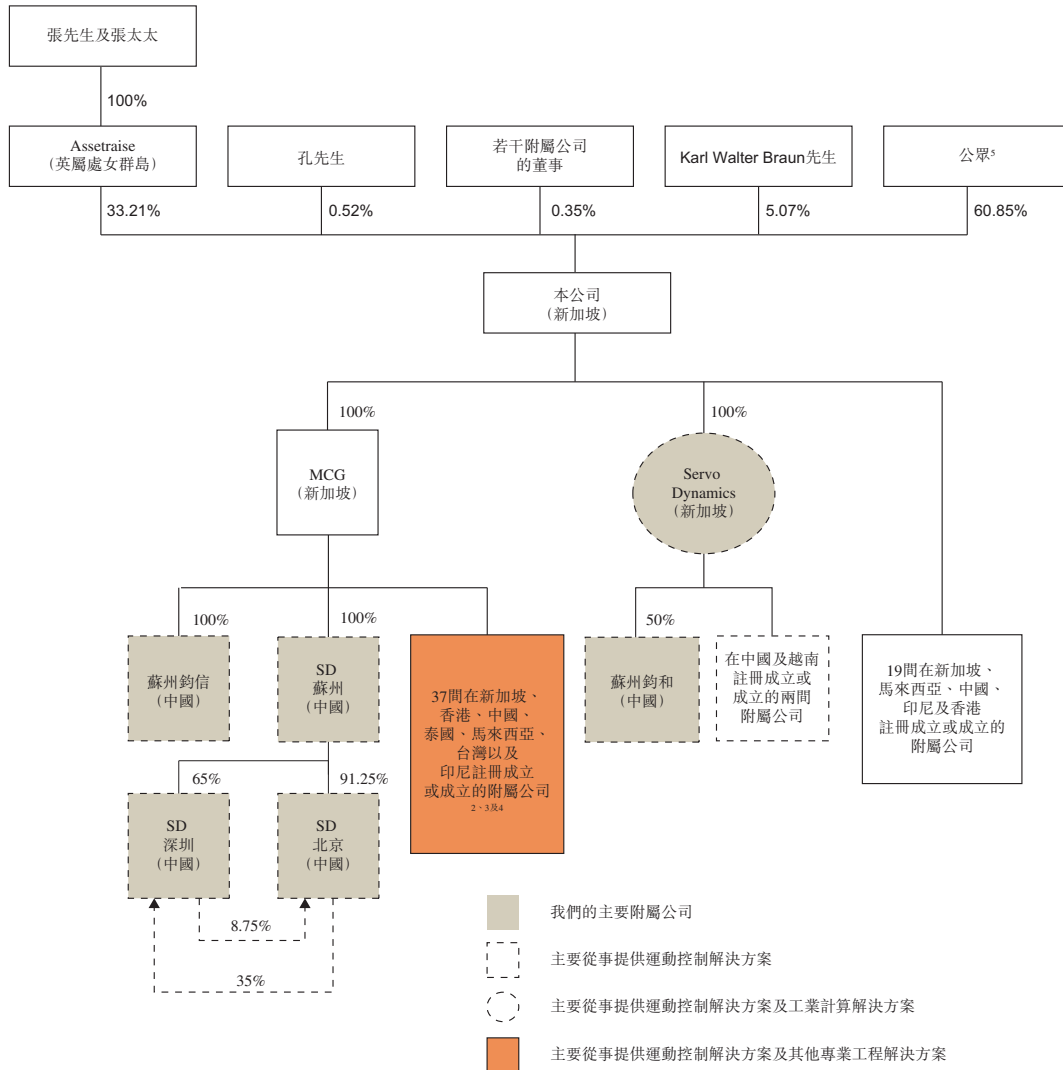 張先生及張太太
100%
Assetraise
(英屬處女群島)
孔先生
若干附屬公司
的董事
Karl Walter Braun先生
公眾⁵
33.21%
0.52%
0.35%
5.07%
60.85%
本公司
(新加坡)
100%
100%
MCG
(新加坡)
Servo
Dynamics
(新加坡)
100%
100%
50%
蘇州鈞信
(中國)
SD
蘇州
(中國)
37間在新加坡、
香港、中國、
泰國、馬來西亞、
台灣以及
印尼註冊成立
或成立的附屬公司
2、3及4
蘇州鈞和
(中國)
在中國及越南
註冊成立或
成立的兩間
附屬公司
19間在新加坡、
馬來西亞、中國、
印尼及香港
註冊成立或成立的
附屬公司
65%
91.25%
SD
深圳
(中國)
SD
北京
(中國)
8.75%
35%
我們的主要附屬公司
主要從事提供運動控制解決方案
主要從事提供運動控制解決方案及工業計算解決方案
主要從事提供運動控制解決方案及其他專業工程解決方案